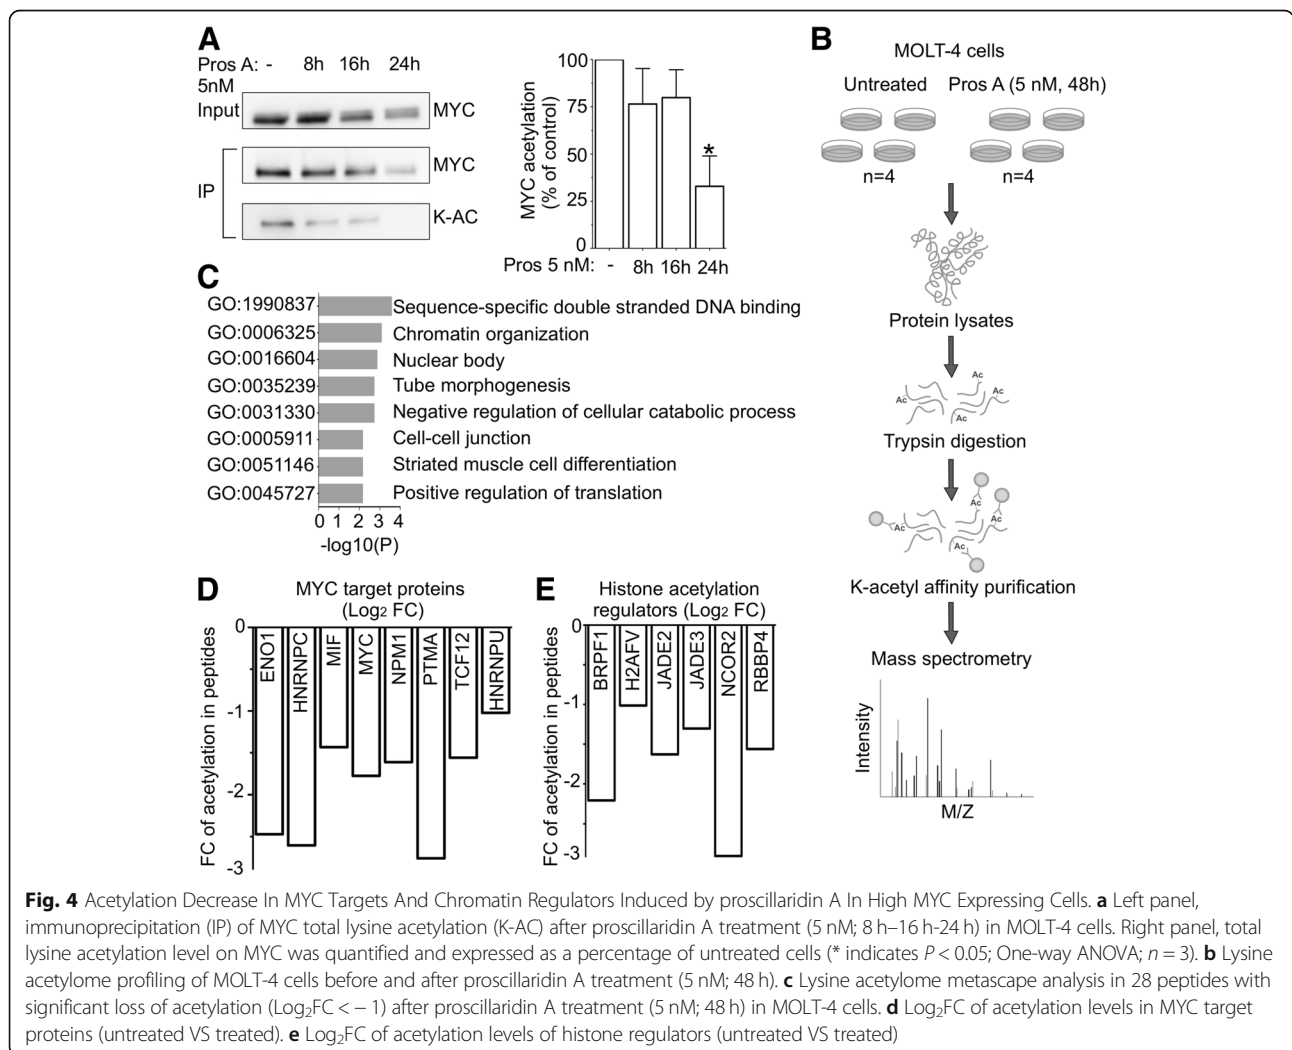 A
Pros A: - 8h 16h 24h
5nM
Input MYC
MYC
IP
K-AC
MYC acetylation
(% of control)
100
75
50
25
0
*
Pros 5 nM: - 8h 16h 24h
B
MOLT-4 cells
Untreated Pros A (5 nM, 48h)
n=4 n=4
Protein lysates
Ac
Ac
Ac
Ac
Trypsin digestion
Ac
Ac
Ac
Ac
K-acetyl affinity purification
Mass spectrometry
Intensity
M/Z
C
GO:1990837 Sequence-specific double stranded DNA binding
GO:0006325 Chromatin organization
GO:0016604 Nuclear body
GO:0035239 Tube morphogenesis
GO:0031330 Negative regulation of cellular catabolic process
GO:0005911 Cell-cell junction
GO:0051146 Striated muscle cell differentiation
GO:0045727 Positive regulation of translation
0 1 2 3 4
-log10(P)
D
MYC target proteins
(Log2 FC)
FC of acetylation in peptides
0
-1
-2
-3
ENO1
HNRNPC
MIF
MYC
NPM1
PTMA
TCF12
HNRNPU
E
Histone acetylation
regulators (Log2 FC)
FC of acetylation in peptides
0
-1
-2
-3
BRPF1
H2AFV
JADE2
JADE3
NCOR2
RBBP4
Fig. 4 Acetylation Decrease In MYC Targets And Chromatin Regulators Induced by proscillaridin A In High MYC Expressing Cells. a Left panel,
immunoprecipitation (IP) of MYC total lysine acetylation (K-AC) after proscillaridin A treatment (5 nM; 8 h–16 h-24 h) in MOLT-4 cells. Right panel, total
lysine acetylation level on MYC was quantified and expressed as a percentage of untreated cells (* indicates P < 0.05; One-way ANOVA; n = 3). b Lysine
acetylome profiling of MOLT-4 cells before and after proscillaridin A treatment (5 nM; 48 h). c Lysine acetylome metascape analysis in 28 peptides with
significant loss of acetylation (Log2FC < − 1) after proscillaridin A treatment (5 nM; 48 h) in MOLT-4 cells. d Log2FC of acetylation levels in MYC target
proteins (untreated VS treated). e Log2FC of acetylation levels of histone regulators (untreated VS treated)